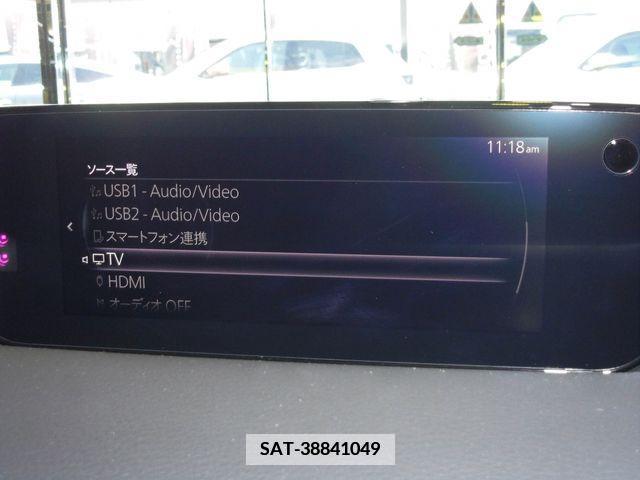 11:18am
ソース一覧
USB1 - Audio/Video
USB2 - Audio/Video
スマートフォン連携
TV
HDMI
オーディオ OFF
SAT-38841049